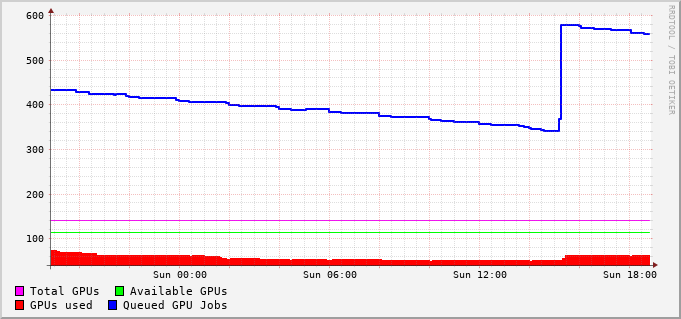 600
500
400
300
200
100
Sun 00:00 Sun 06:00 Sun 12:00 Sun 18:00
Total GPUs Available GPUs
GPUs used Queued GPU Jobs
RRDTOOL / TOBI OETIKER